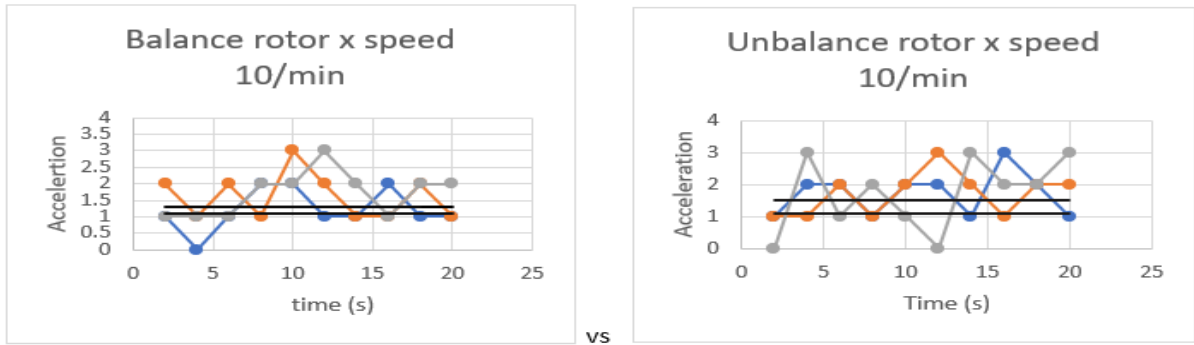 Balance rotor x speed
10/min
4
3.5
3
2.5
2
1.5
1
0.5
0
Accelertion
0 5 10 15 20 25
time (s)
vs
Unbalance rotor x speed
10/min
4
3
2
1
0
Acceleration
0 5 10 15 20 25
Time (s)